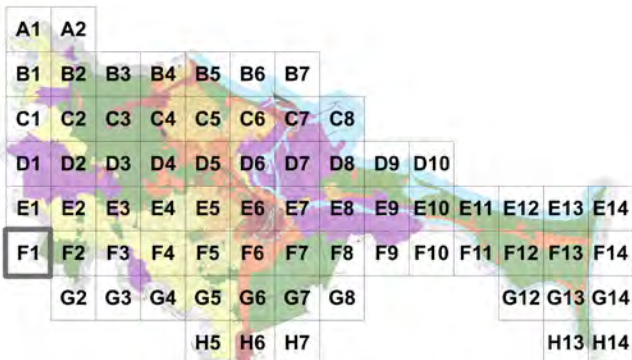 A1 A2
B1 B2 B3 B4 B5 B6 B7
C1 C2 C3 C4 C5 C6 C7 C8
D1 D2 D3 D4 D5 D6 D7 D8 D9 D10
E1 E2 E3 E4 E5 E6 E7 E8 E9 E10 E11 E12 E13 E14
F1 F2 F3 F4 F5 F6 F7 F8 F9 F10 F11 F12 F13 F14
G2 G3 G4 G5 G6 G7 G8 G12 G13 G14
H5 H6 H7 H13 H14